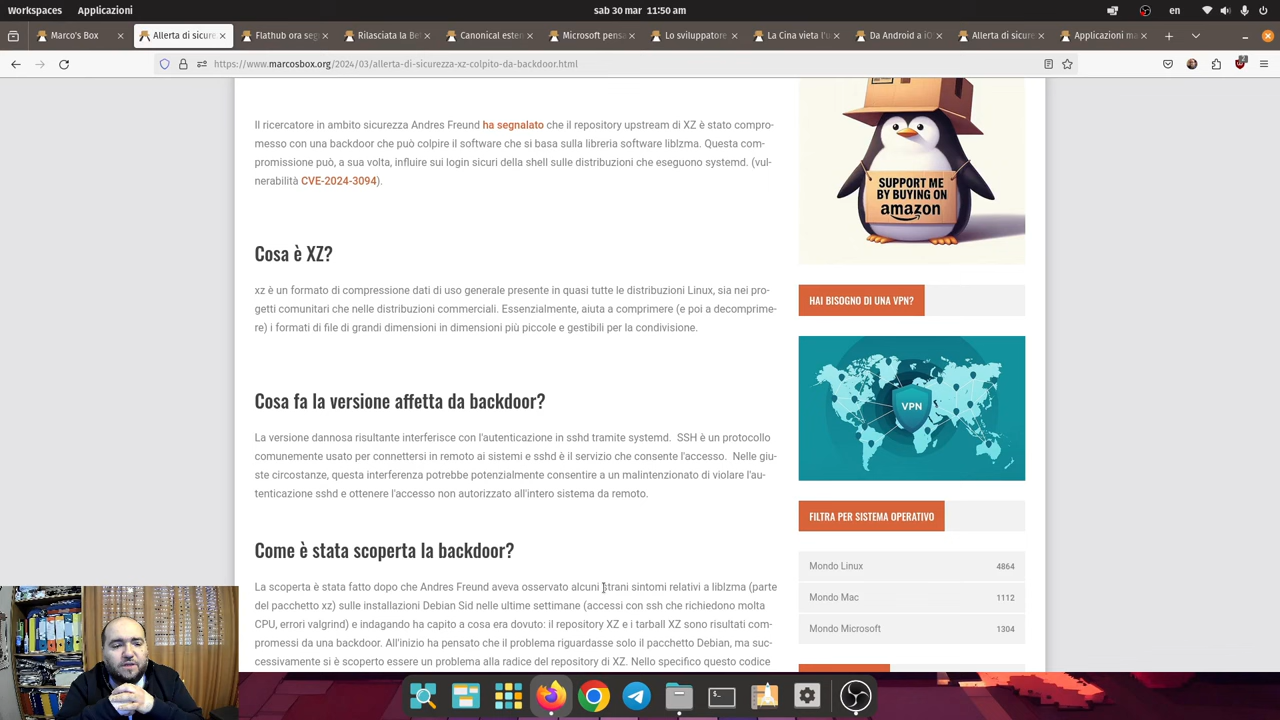 Workspaces Applicazioni sab 30 mar 11:50 am en
Marco's Box Allerta di sicure Flathub ora seg Rilasciata la Be Canonical este Microsoft pens Lo sviluppatore La Cina vieta l'u Da Android a iO Allerta di sicure Applicazioni ma
https://www.marcosbox.org/2024/03/allerta-di-sicurezza-xz-colpito-da-backdoor.html
Il ricercatore in ambito sicurezza Andres Freund ha segnalato che il repository upstream di XZ è stato compro-
messo con una backdoor che può colpire il software che si basa sulla libreria software liblzma. Questa com-
promissione può, a sua volta, influire sui login sicuri della shell sulle distribuzioni che eseguono systemd. (vul-
nerabilità CVE-2024-3094).
Cosa è XZ?
xz è un formato di compressione dati di uso generale presente in quasi tutte le distribuzioni Linux, sia nei pro-
getti comunitari che nelle distribuzioni commerciali. Essenzialmente, aiuta a comprimere (e poi a decomprime-
re) i formati di file di grandi dimensioni in dimensioni più piccole e gestibili per la condivisione.
Cosa fa la versione affetta da backdoor?
La versione dannosa risultante interferisce con l'autenticazione in sshd tramite systemd. SSH è un protocollo
comunemente usato per connettersi in remoto ai sistemi e sshd è il servizio che consente l'accesso. Nelle giu-
ste circostanze, questa interferenza potrebbe potenzialmente consentire a un malintenzionato di violare l'au-
tenticazione sshd e ottenere l'accesso non autorizzato all'intero sistema da remoto.
Come è stata scoperta la backdoor?
La scoperta è stata fatto dopo che Andres Freund aveva osservato alcuni strani sintomi relativi a liblzma (parte
del pacchetto xz) sulle installazioni Debian Sid nelle ultime settimane (accessi con ssh che richiedono molta
CPU, errori valgrind) e indagando ha capito a cosa era dovuto: il repository XZ e i tarball XZ sono risultati com-
promessi da una backdoor. All'inizio ha pensato che il problema riguardasse solo il pacchetto Debian, ma suc-
cessivamente si è scoperto essere un problema alla radice del repository di XZ. Nello specifico questo codice
SUPPORT ME
BY BUYING ON
amazon
HAI BISOGNO DI UNA VPN?
VPN
FILTRA PER SISTEMA OPERATIVO
Mondo Linux 4864
Mondo Mac 1112
Mondo Microsoft 1304